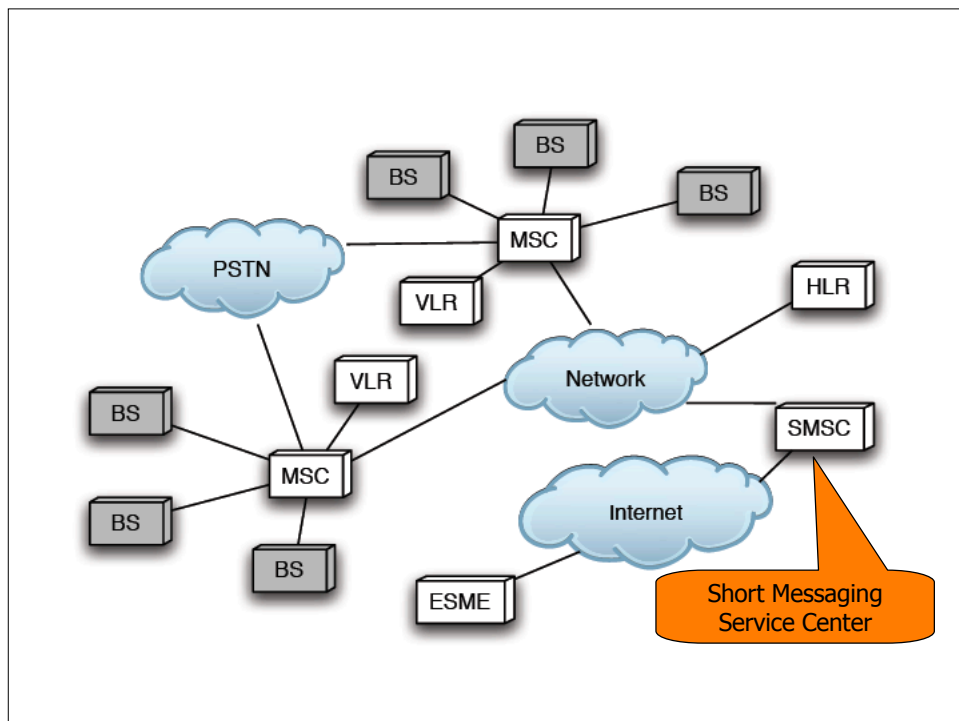 BS
BS
BS
MSC
PSTN
HLR
VLR
Network
VLR
BS
SMSC
MSC
Internet
BS
BS
ESME
Short Messaging
Service Center